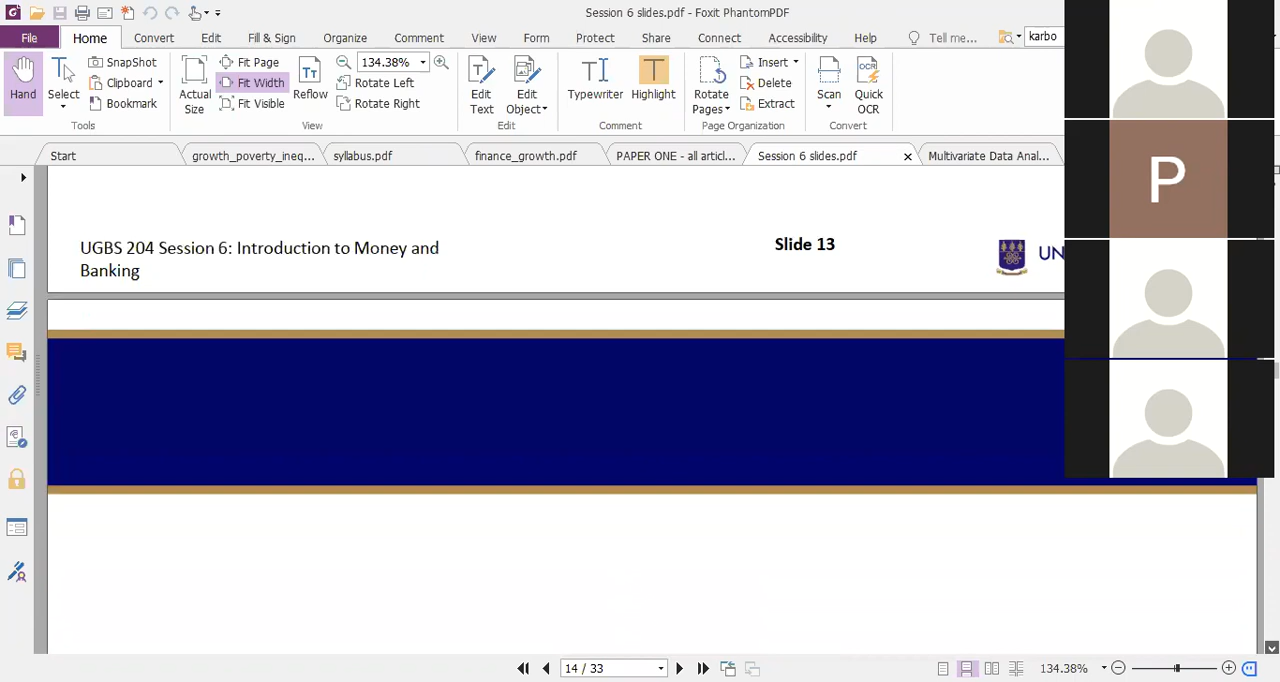 Session 6 slides.pdf - Foxit PhantomPDF
File Home Convert Edit Fill & Sign Organize Comment View Form Protect Share Connect Accessibility Help Tell me... karbo
Hand
Select
SnapShot
Clipboard
Bookmark
Tools
Actual Size
Fit Page
Fit Width
Fit Visible
Reflow
134.38%
Rotate Left
Rotate Right
View
Edit Text
Edit Object
Edit
Typewriter
Highlight
Comment
Rotate Pages
Insert
Delete
Extract
Page Organization
Scan
Quick OCR
Convert
Start growth_poverty_ineq... syllabus.pdf finance_growth.pdf PAPER ONE - all articl... Session 6 slides.pdf Multivariate Data Anal...
P
UGBS 204 Session 6: Introduction to Money and
Banking
Slide 13
UN
14 / 33
134.38%